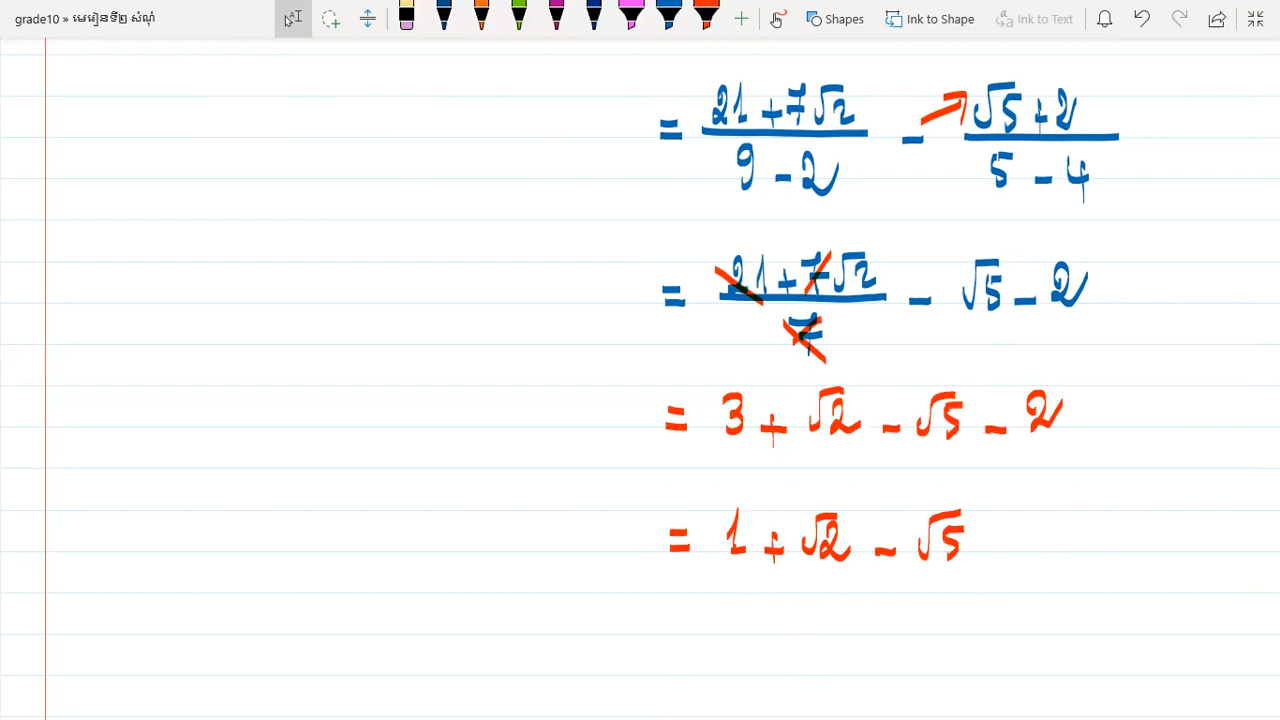 grade10 » មេរៀនទី២ សំណុំ
Shapes Ink to Shape Ink to Text
= (21 + 7√2)/(9 - 2) - (√5 + 2)/(5 - 4)
= (21 + 7√2)/7 - √5 - 2
= 3 + √2 - √5 - 2
= 1 + √2 - √5